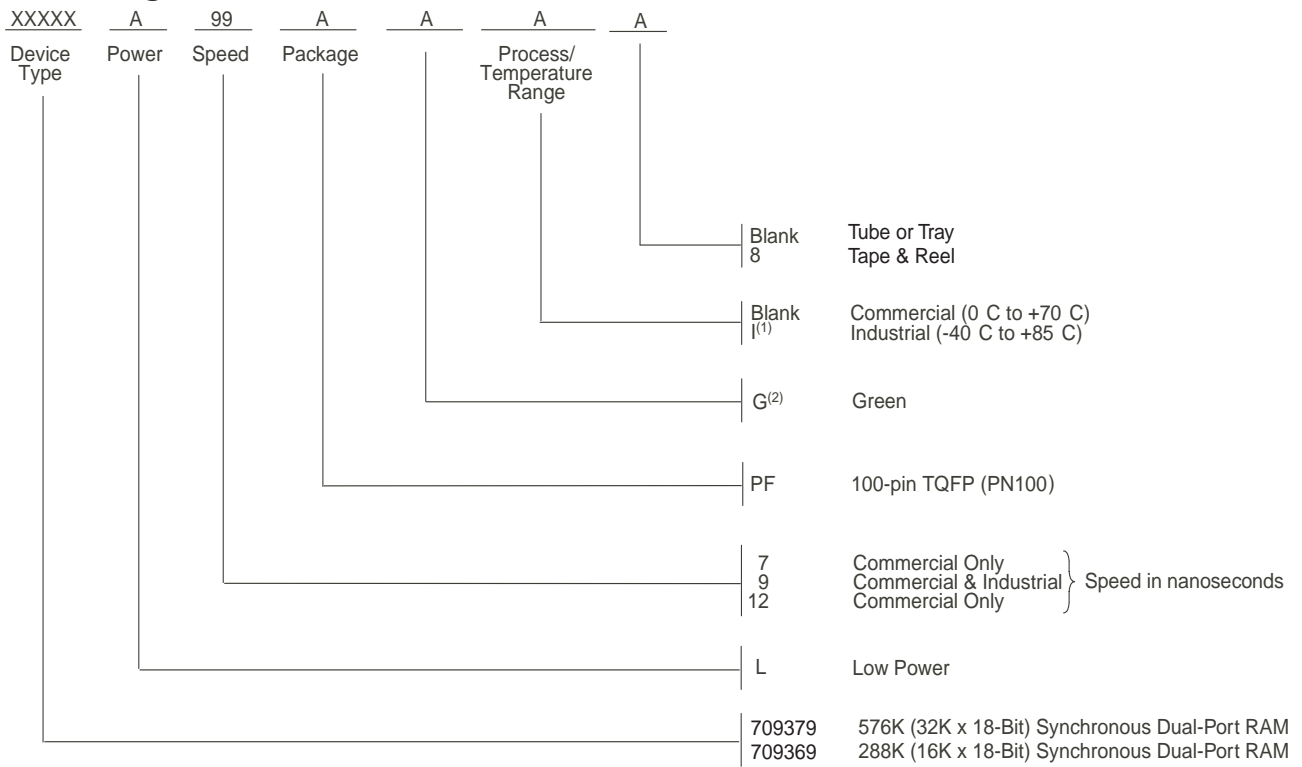 XXXXX A 99 A A A A
Device Type Power Speed Package Process/ Temperature Range
Blank Tube or Tray
8 Tape & Reel
Blank Commercial (0 C to +70 C)
I(1) Industrial (-40 C to +85 C)
G(2) Green
PF 100-pin TQFP (PN100)
7 Commercial Only
9 Commercial & Industrial Speed in nanoseconds
12 Commercial Only
L Low Power
709379 576K (32K x 18-Bit) Synchronous Dual-Port RAM
709369 288K (16K x 18-Bit) Synchronous Dual-Port RAM